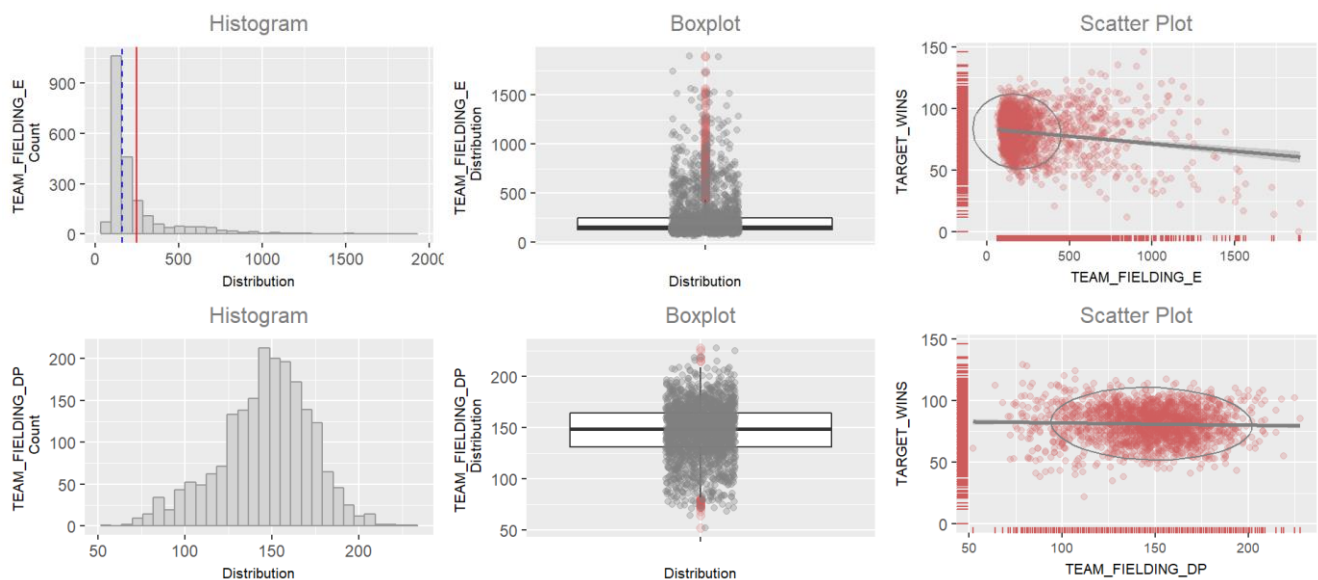 Histogram
TEAM_FIELDING_E
Count
900
600
300
0
0
500
1000
1500
2000
Distribution
Boxplot
TEAM_FIELDING_E
Distribution
1500
1000
500
0
Distribution
Scatter Plot
TARGET_WINS
150
100
50
0
0
500
1000
1500
TEAM_FIELDING_E
Histogram
TEAM_FIELDING_DP
Count
200
150
100
50
0
50
100
150
200
Distribution
Boxplot
TEAM_FIELDING_DP
Distribution
200
150
100
50
Distribution
Scatter Plot
TARGET_WINS
150
100
50
0
50
100
150
200
TEAM_FIELDING_DP